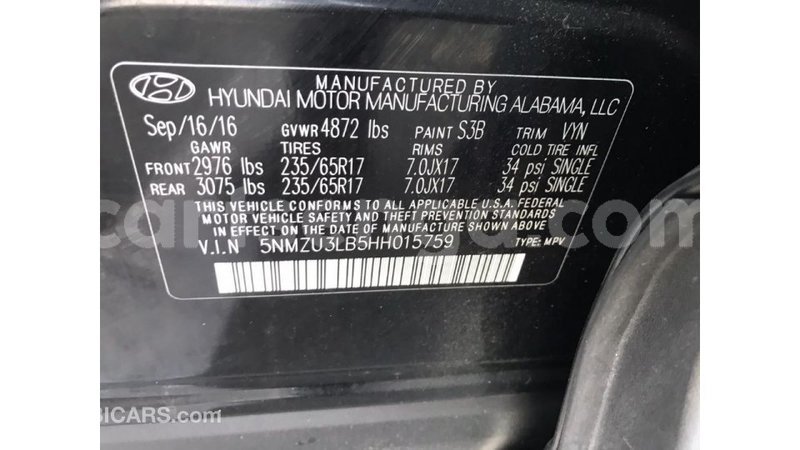 MANUFACTURED BY
HYUNDAI MOTOR MANUFACTURING ALABAMA, LLC
Sep/16/16 GVWR 4872 lbs PAINT S3B TRIM VYN
GAWR TIRES RIMS COLD TIRE INFL
FRONT 2976 lbs 235/65R17 7.0JX17 34 psi SINGLE
REAR 3075 lbs 235/65R17 7.0JX17 34 psi SINGLE
THIS VEHICLE CONFORMS TO ALL APPLICABLE U.S.A. FEDERAL
MOTOR VEHICLE SAFETY AND THEFT PREVENTION STANDARDS
IN EFFECT ON THE DATE OF MANUFACTURE SHOWN ABOVE.
V.I.N 5NMZU3LB5HH015759 TYPE: MPV
BICARS.COM